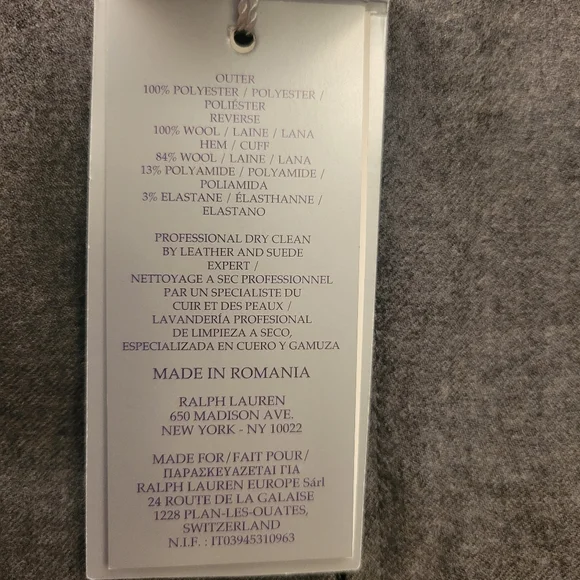 OUTER
100% POLYESTER / POLYESTER /
POLIÉSTER
REVERSE
100% WOOL / LAINE / LANA
HEM / CUFF
84% WOOL / LAINE / LANA
13% POLYAMIDE / POLYAMIDE /
POLIAMIDA
3% ELASTANE / ÉLASTHANNE /
ELASTANO
PROFESSIONAL DRY CLEAN
BY LEATHER AND SUEDE
EXPERT /
NETTOYAGE A SEC PROFESSIONNEL
PAR UN SPECIALISTE DU
CUIR ET DES PEAUX /
LAVANDERÍA PROFESIONAL
DE LIMPIEZA A SECO,
ESPECIALIZADA EN CUERO Y GAMUZA
MADE IN ROMANIA
RALPH LAUREN
650 MADISON AVE.
NEW YORK - NY 10022
MADE FOR/FAIT POUR/
ΠΑΡΑΣΚΕΥΑΖΕΤΑΙ ΓΙΑ
RALPH LAUREN EUROPE Sárl
24 ROUTE DE LA GALAISE
1228 PLAN-LES-OUATES,
SWITZERLAND
N.I.F. : IT03945310963